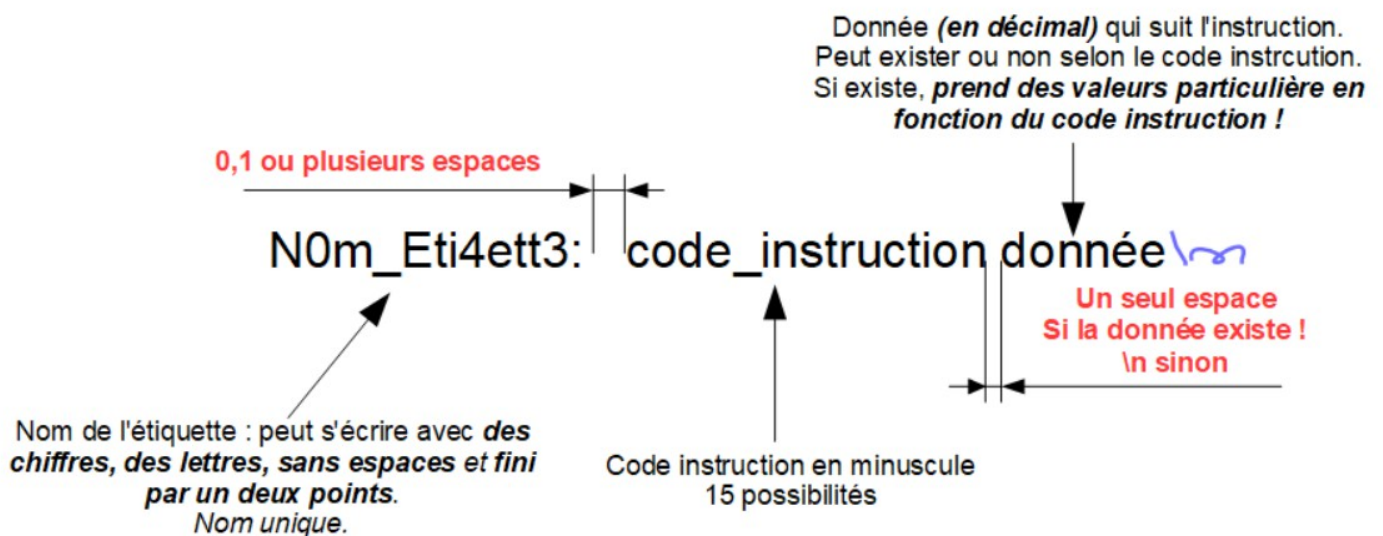 Donnée (en décimal) qui suit l'instruction.
Peut exister ou non selon le code instrcution.
Si existe, prend des valeurs particulière en
fonction du code instruction !
0,1 ou plusieurs espaces
N0m_Eti4ett3: code_instruction donnée\n
Un seul espace
Si la donnée existe !
\n sinon
Nom de l'étiquette : peut s'écrire avec des
chiffres, des lettres, sans espaces et fini
par un deux points.
Nom unique.
Code instruction en minuscule
15 possibilités